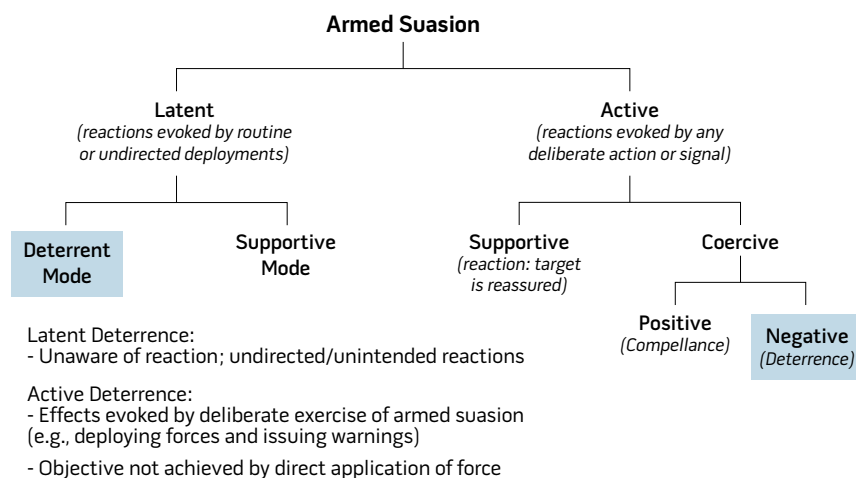 Armed Suasion
Latent
(reactions evoked by routine
or undirected deployments)
Active
(reactions evoked by any
deliberate action or signal)
Deterrent
Mode
Supportive
Mode
Supportive
(reaction: target
is reassured)
Coercive
Positive
(Compellance)
Negative
(Deterrence)
Latent Deterrence:
- Unaware of reaction; undirected/unintended reactions
Active Deterrence:
- Effects evoked by deliberate exercise of armed suasion
(e.g., deploying forces and issuing warnings)
- Objective not achieved by direct application of force